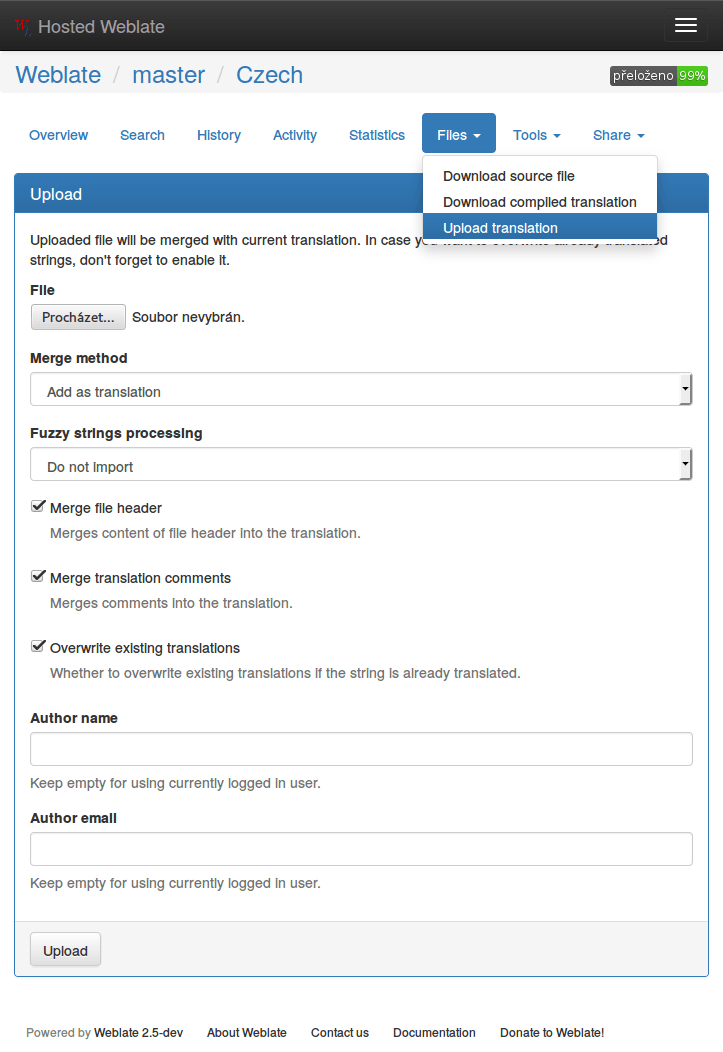 Hosted Weblate
Weblate / master / Czech
přeloženo 99%
Overview Search History Activity Statistics Files Tools Share
Download source file
Download compiled translation
Upload translation
Upload
Uploaded file will be merged with current translation. In case you want to overwrite already translated
strings, don't forget to enable it.
File
Procházet... Soubor nevybrán.
Merge method
Add as translation
Fuzzy strings processing
Do not import
Merge file header
Merges content of file header into the translation.
Merge translation comments
Merges comments into the translation.
Overwrite existing translations
Whether to overwrite existing translations if the string is already translated.
Author name
Keep empty for using currently logged in user.
Author email
Keep empty for using currently logged in user.
Upload
Powered by Weblate 2.5-dev About Weblate Contact us Documentation Donate to Weblate!